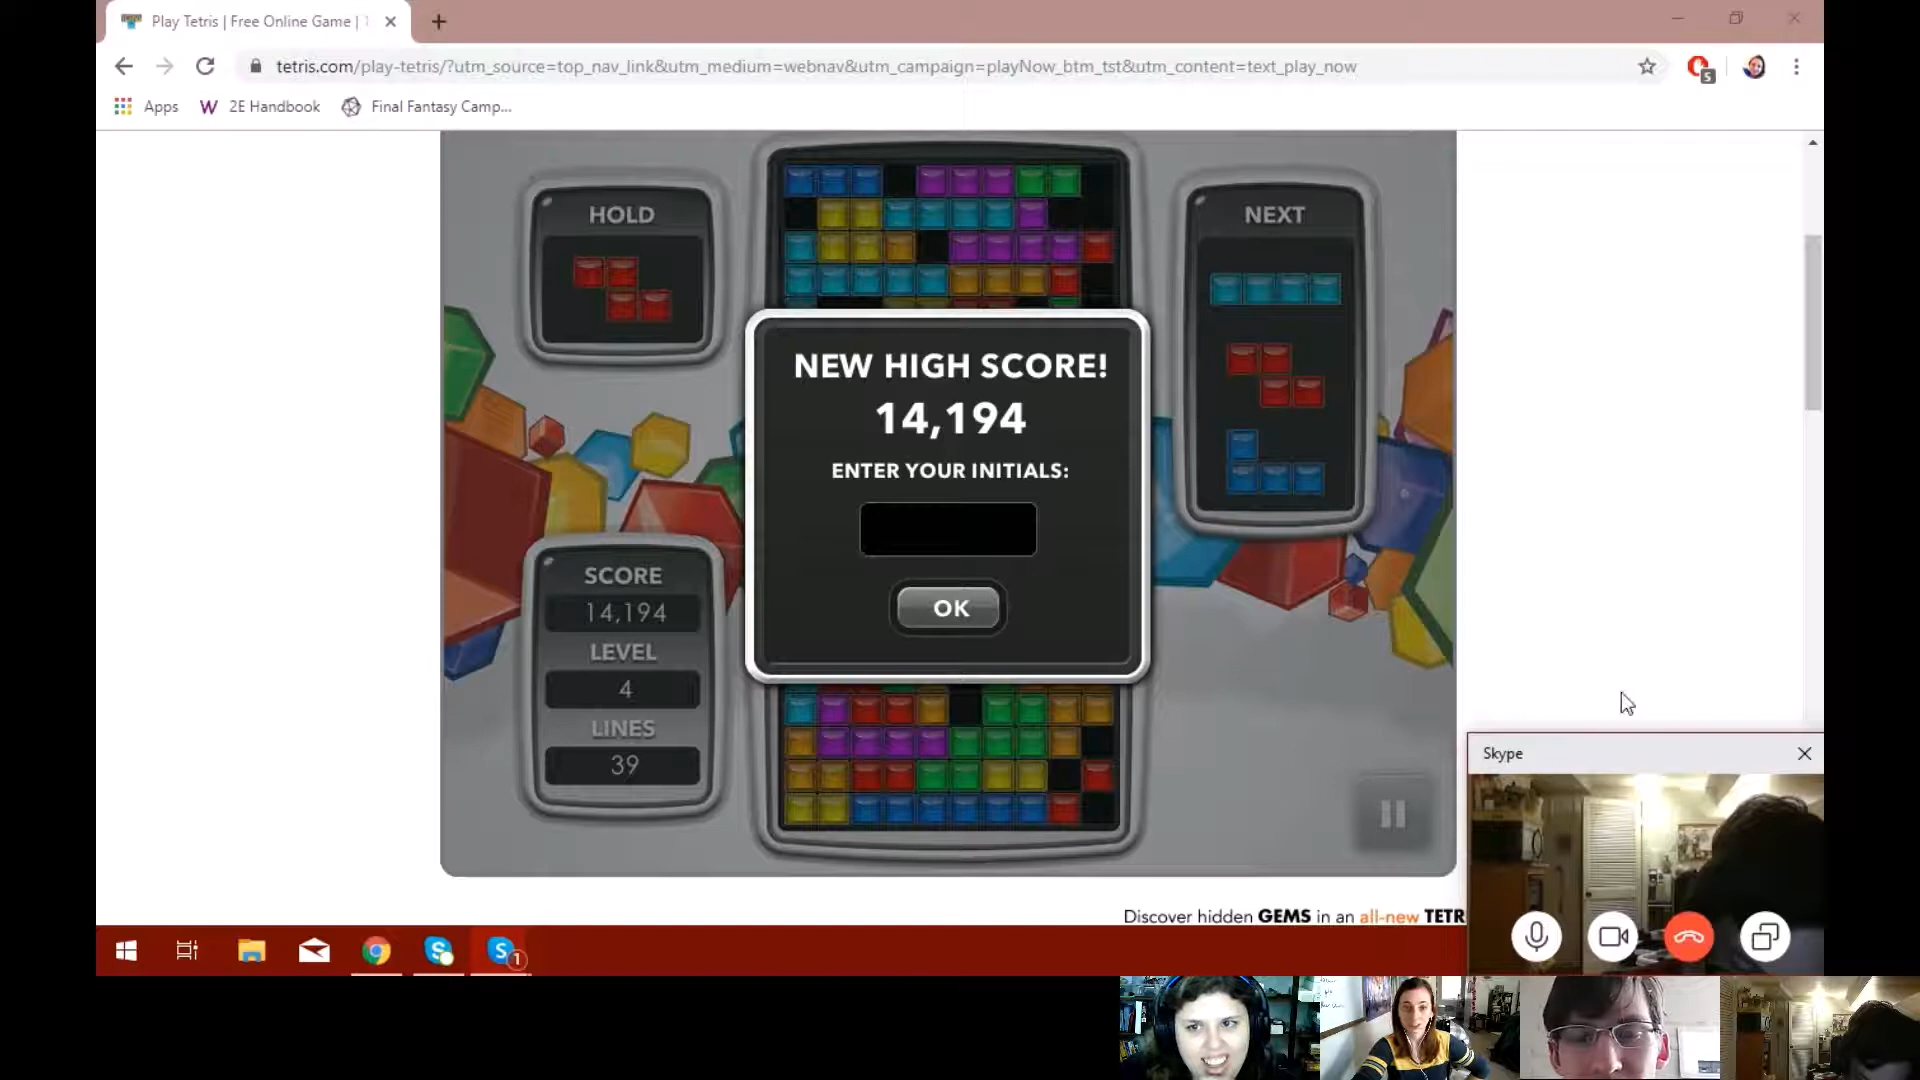 Play Tetris | Free Online Game |
tetris.com/play-tetris/?utm_source=top_nav_link&utm_medium=webnav&utm_campaign=playNow_btm_tst&utm_content=text_play_now
5
Apps
W 2E Handbook
Final Fantasy Camp...
HOLD
NEXT
NEW HIGH SCORE!
14,194
ENTER YOUR INITIALS:
OK
SCORE
14,194
LEVEL
4
LINES
39
Skype
Discover hidden GEMS in an all-new TETR
1